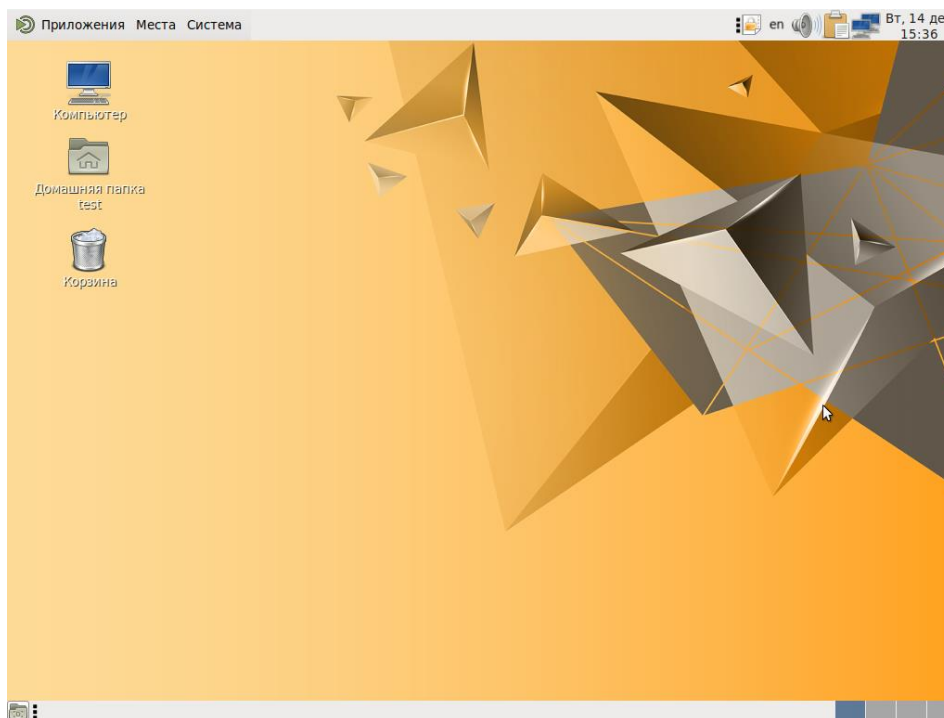 Приложения Места Система en Вт, 14 де
15:36
Компьютер
Домашняя папка
test
Корзина